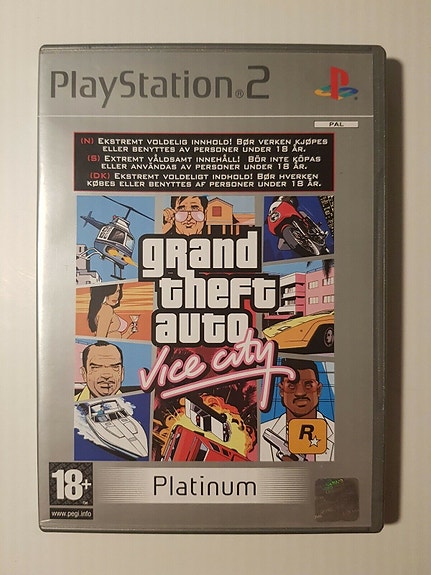 PlayStation®2
PAL
(N) EKSTREMT VOLDELIG INNHOLD! BØR VERKEN KJØPES
ELLER BENYTTES AV PERSONER UNDER 18 ÅR.
(S) EXTREMT VÅLDSAMT INNEHÅLL! BÖR INTE KÖPAS
ELLER ANVÄNDAS AV PERSONER UNDER 18 ÅR.
(DK) EKSTREMT VOLDELIGT INDHOLD! BØR HVERKEN
KØBES ELLER BENYTTES AF PERSONER UNDER 18 ÅR.
grand
theft
auto
Vice City
R
18+
www.pegi.info
Platinum